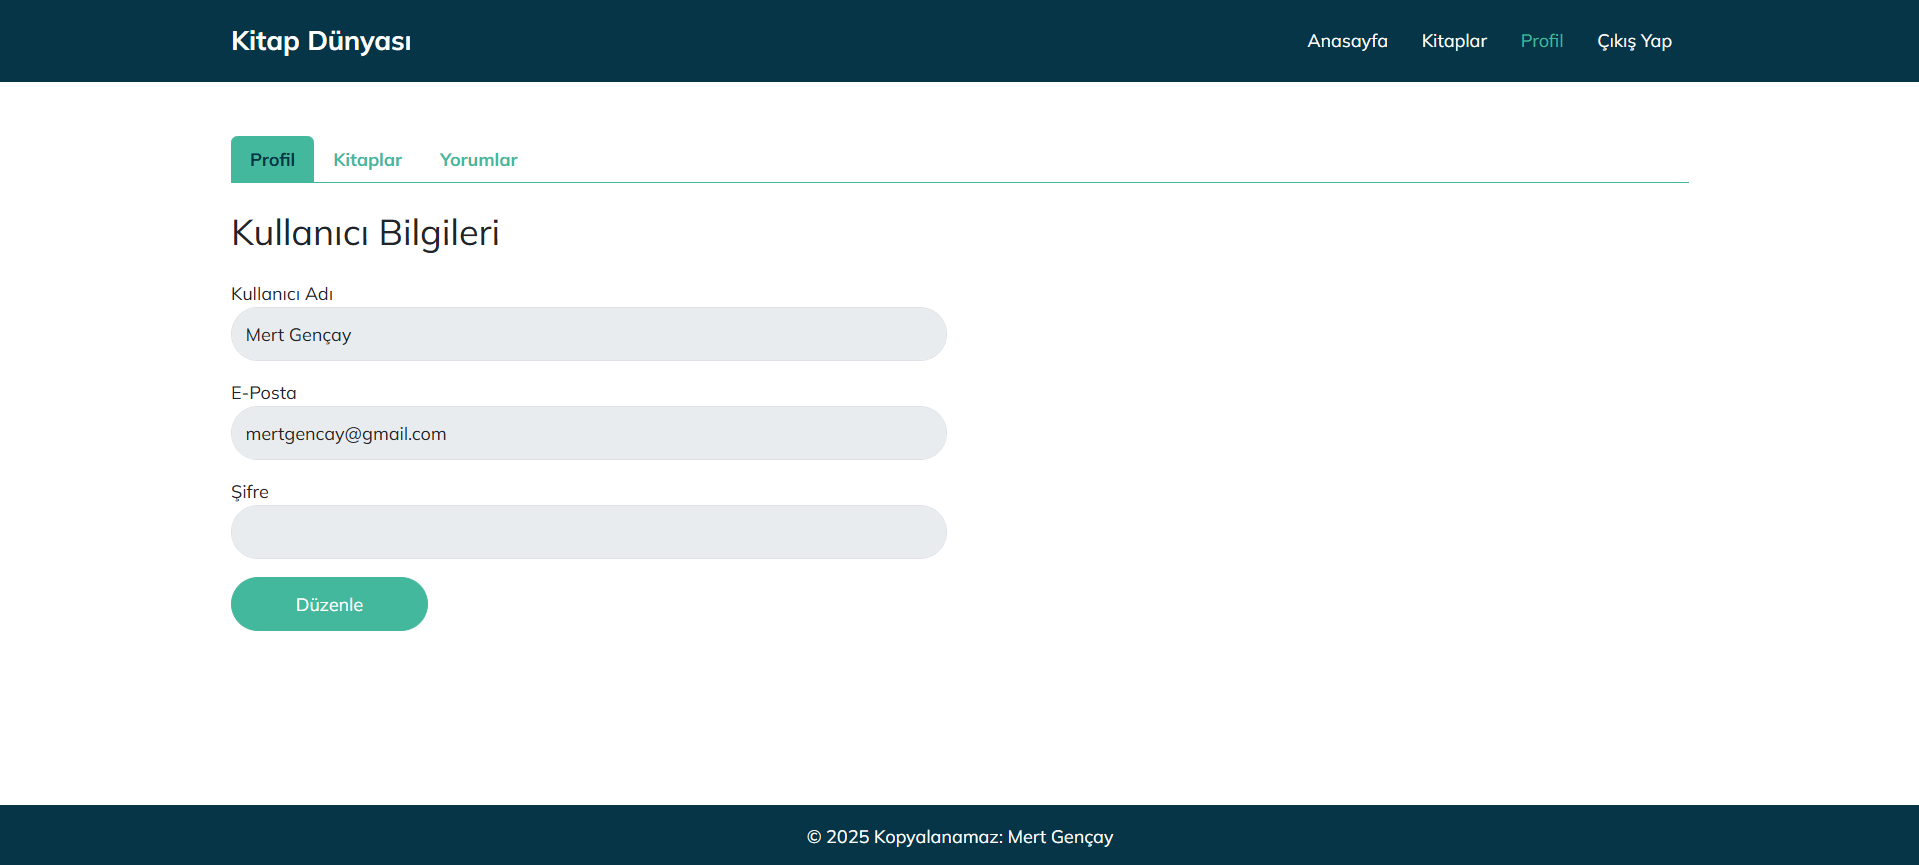 Kitap Dünyası
Anasayfa Kitaplar Profil Çıkış Yap
Profil Kitaplar Yorumlar
Kullanıcı Bilgileri
Kullanıcı Adı
Mert Gençay
E-Posta
mertgencay@gmail.com
Şifre
Düzenle
© 2025 Kopyalanamaz: Mert Gençay